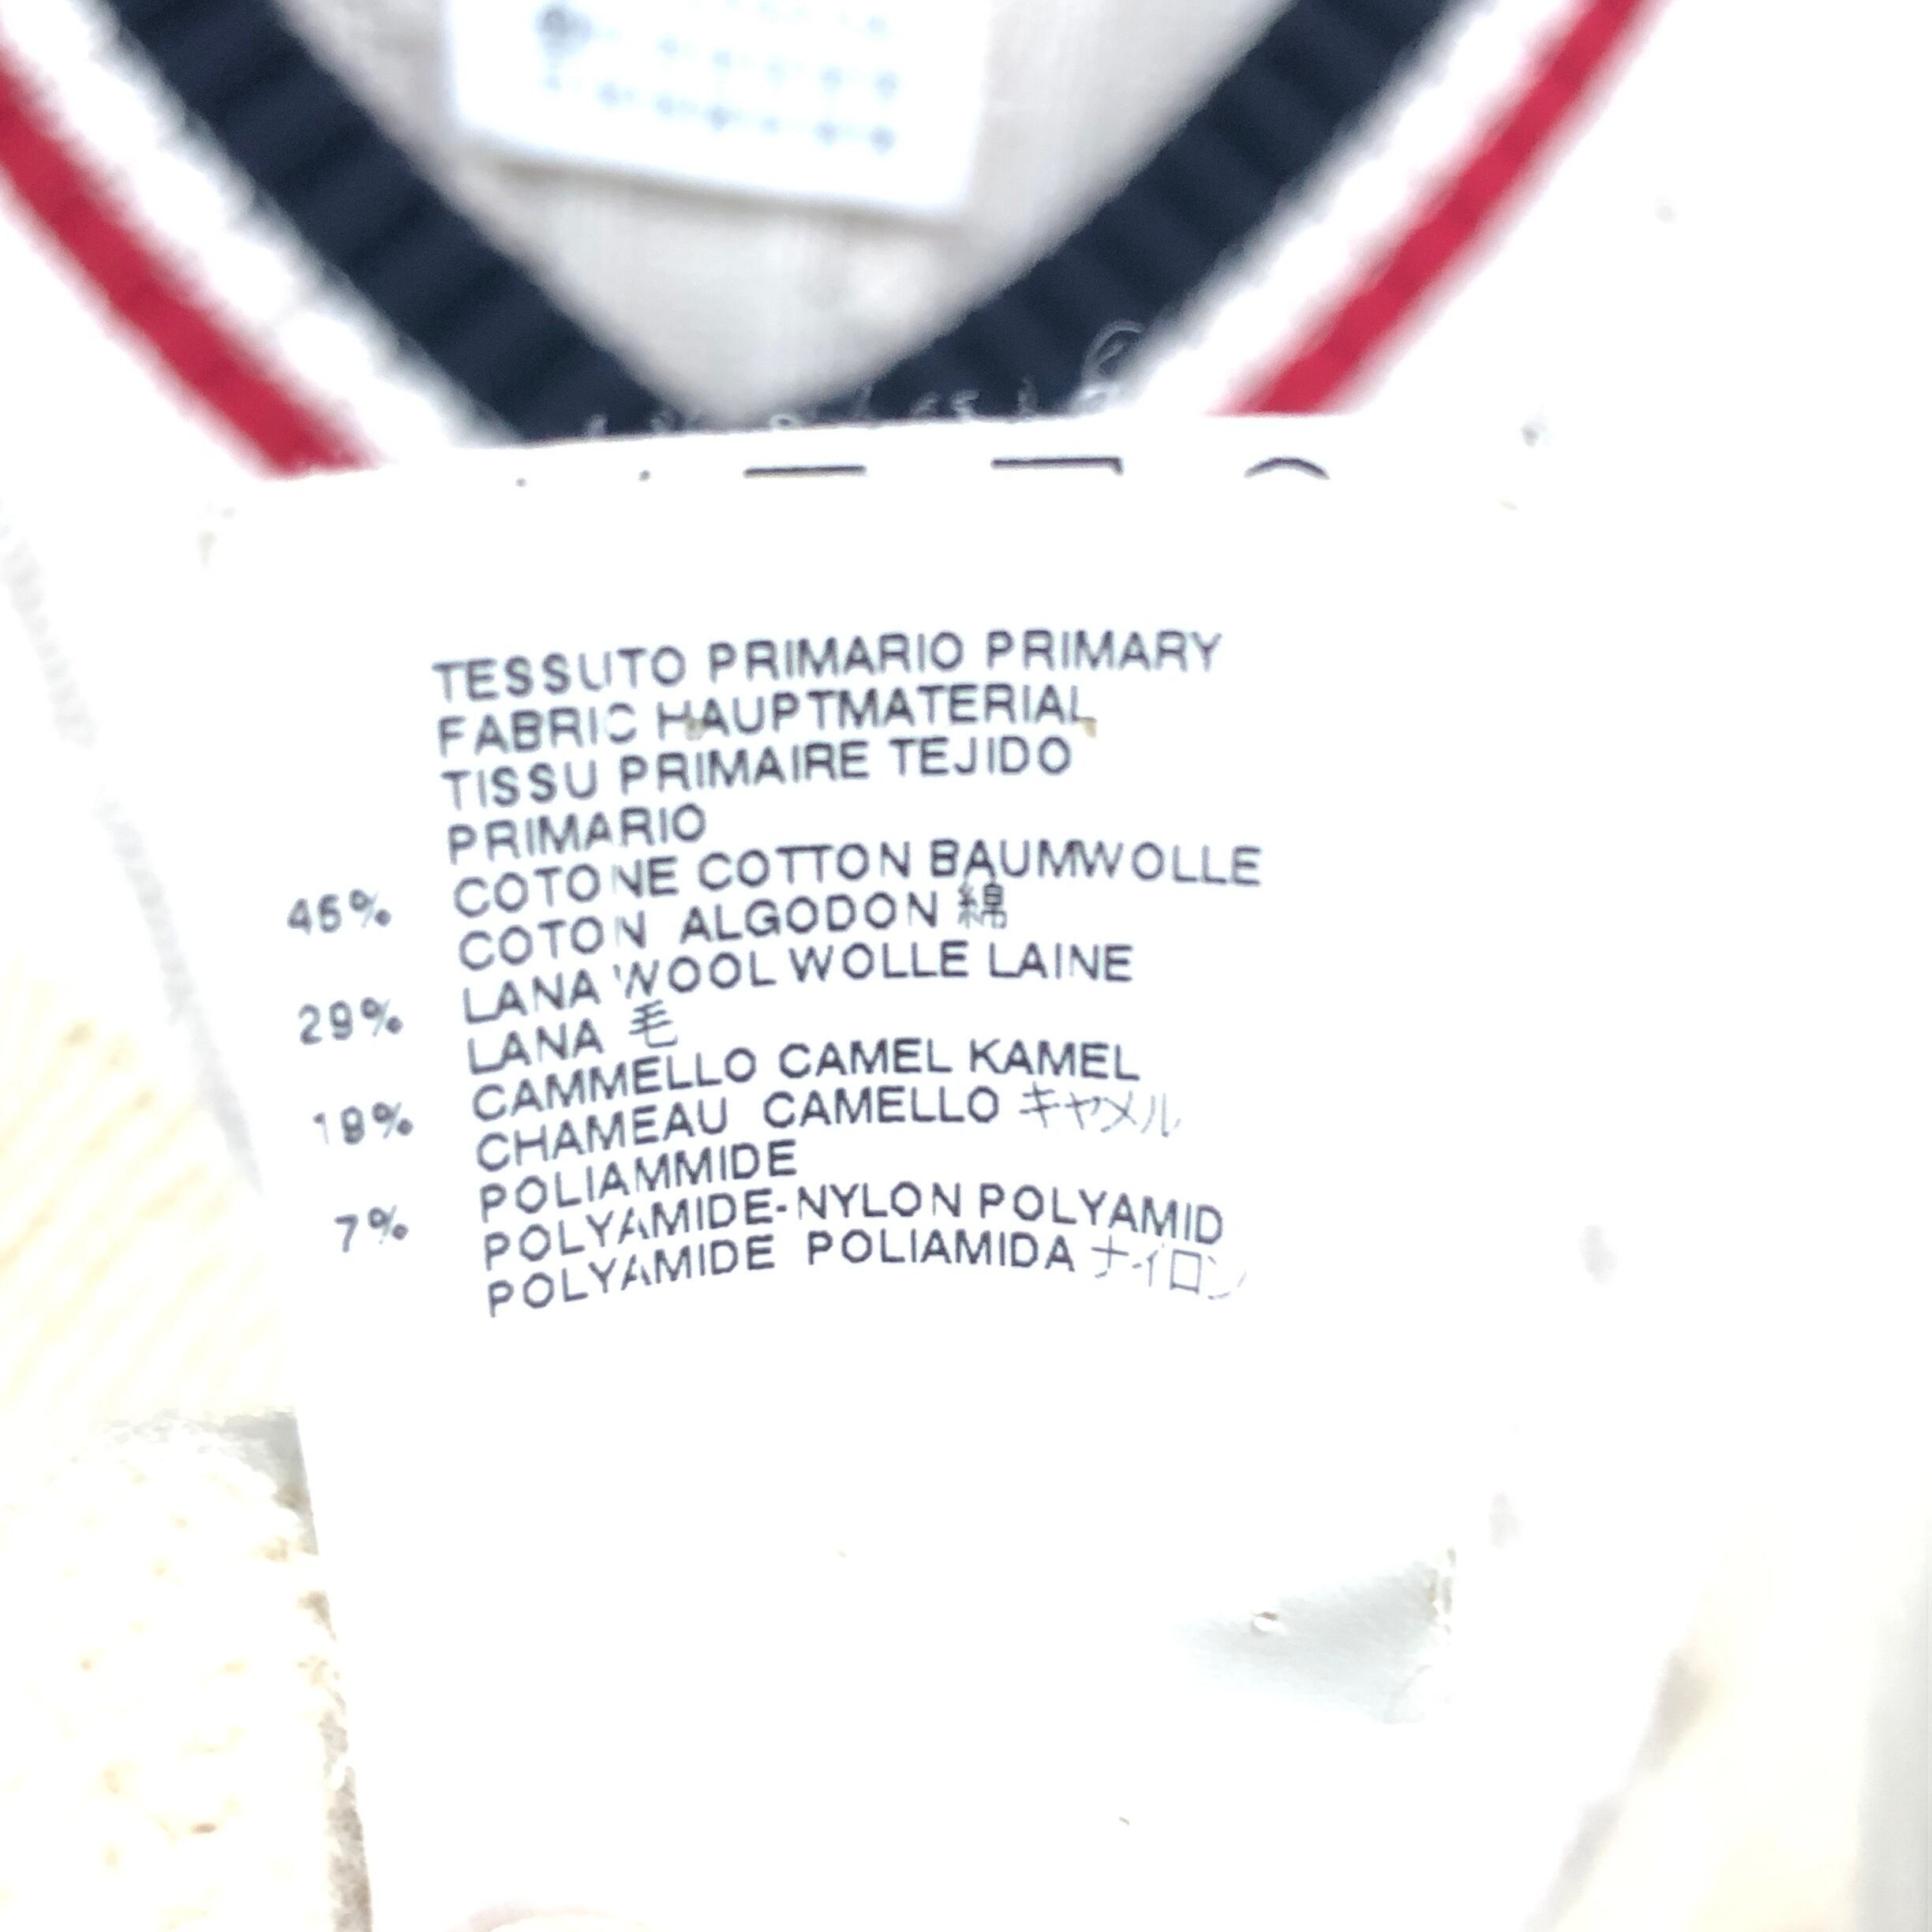 TESSUTO PRIMARIO PRIMARY
FABRIC HAUPTMATERIAL
TISSU PRIMAIRE TEJIDO
PRIMARIO
45% COTONE COTTON BAUMWOLLE
COTON ALGODON 綿
29% LANA WOOL WOLLE LAINE
LANA 毛
19% CAMMELLO CAMEL KAMEL
CHAMEAU CAMELLO キャメル
7% POLIAMMIDE
POLYAMIDE-NYLON POLYAMID
POLYAMIDE POLIAMIDA ナイロン